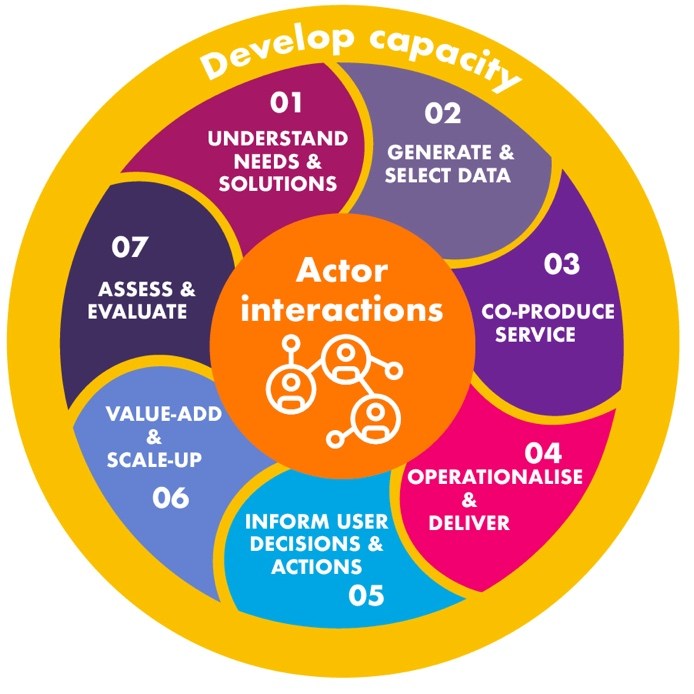 Develop capacity
01
UNDERSTAND
NEEDS &
SOLUTIONS
02
GENERATE &
SELECT DATA
03
CO-PRODUCE
SERVICE
04
OPERATIONALISE
&
DELIVER
INFORM USER
DECISIONS &
ACTIONS
05
VALUE-ADD
&
SCALE-UP
06
07
ASSESS &
EVALUATE
Actor
interactions